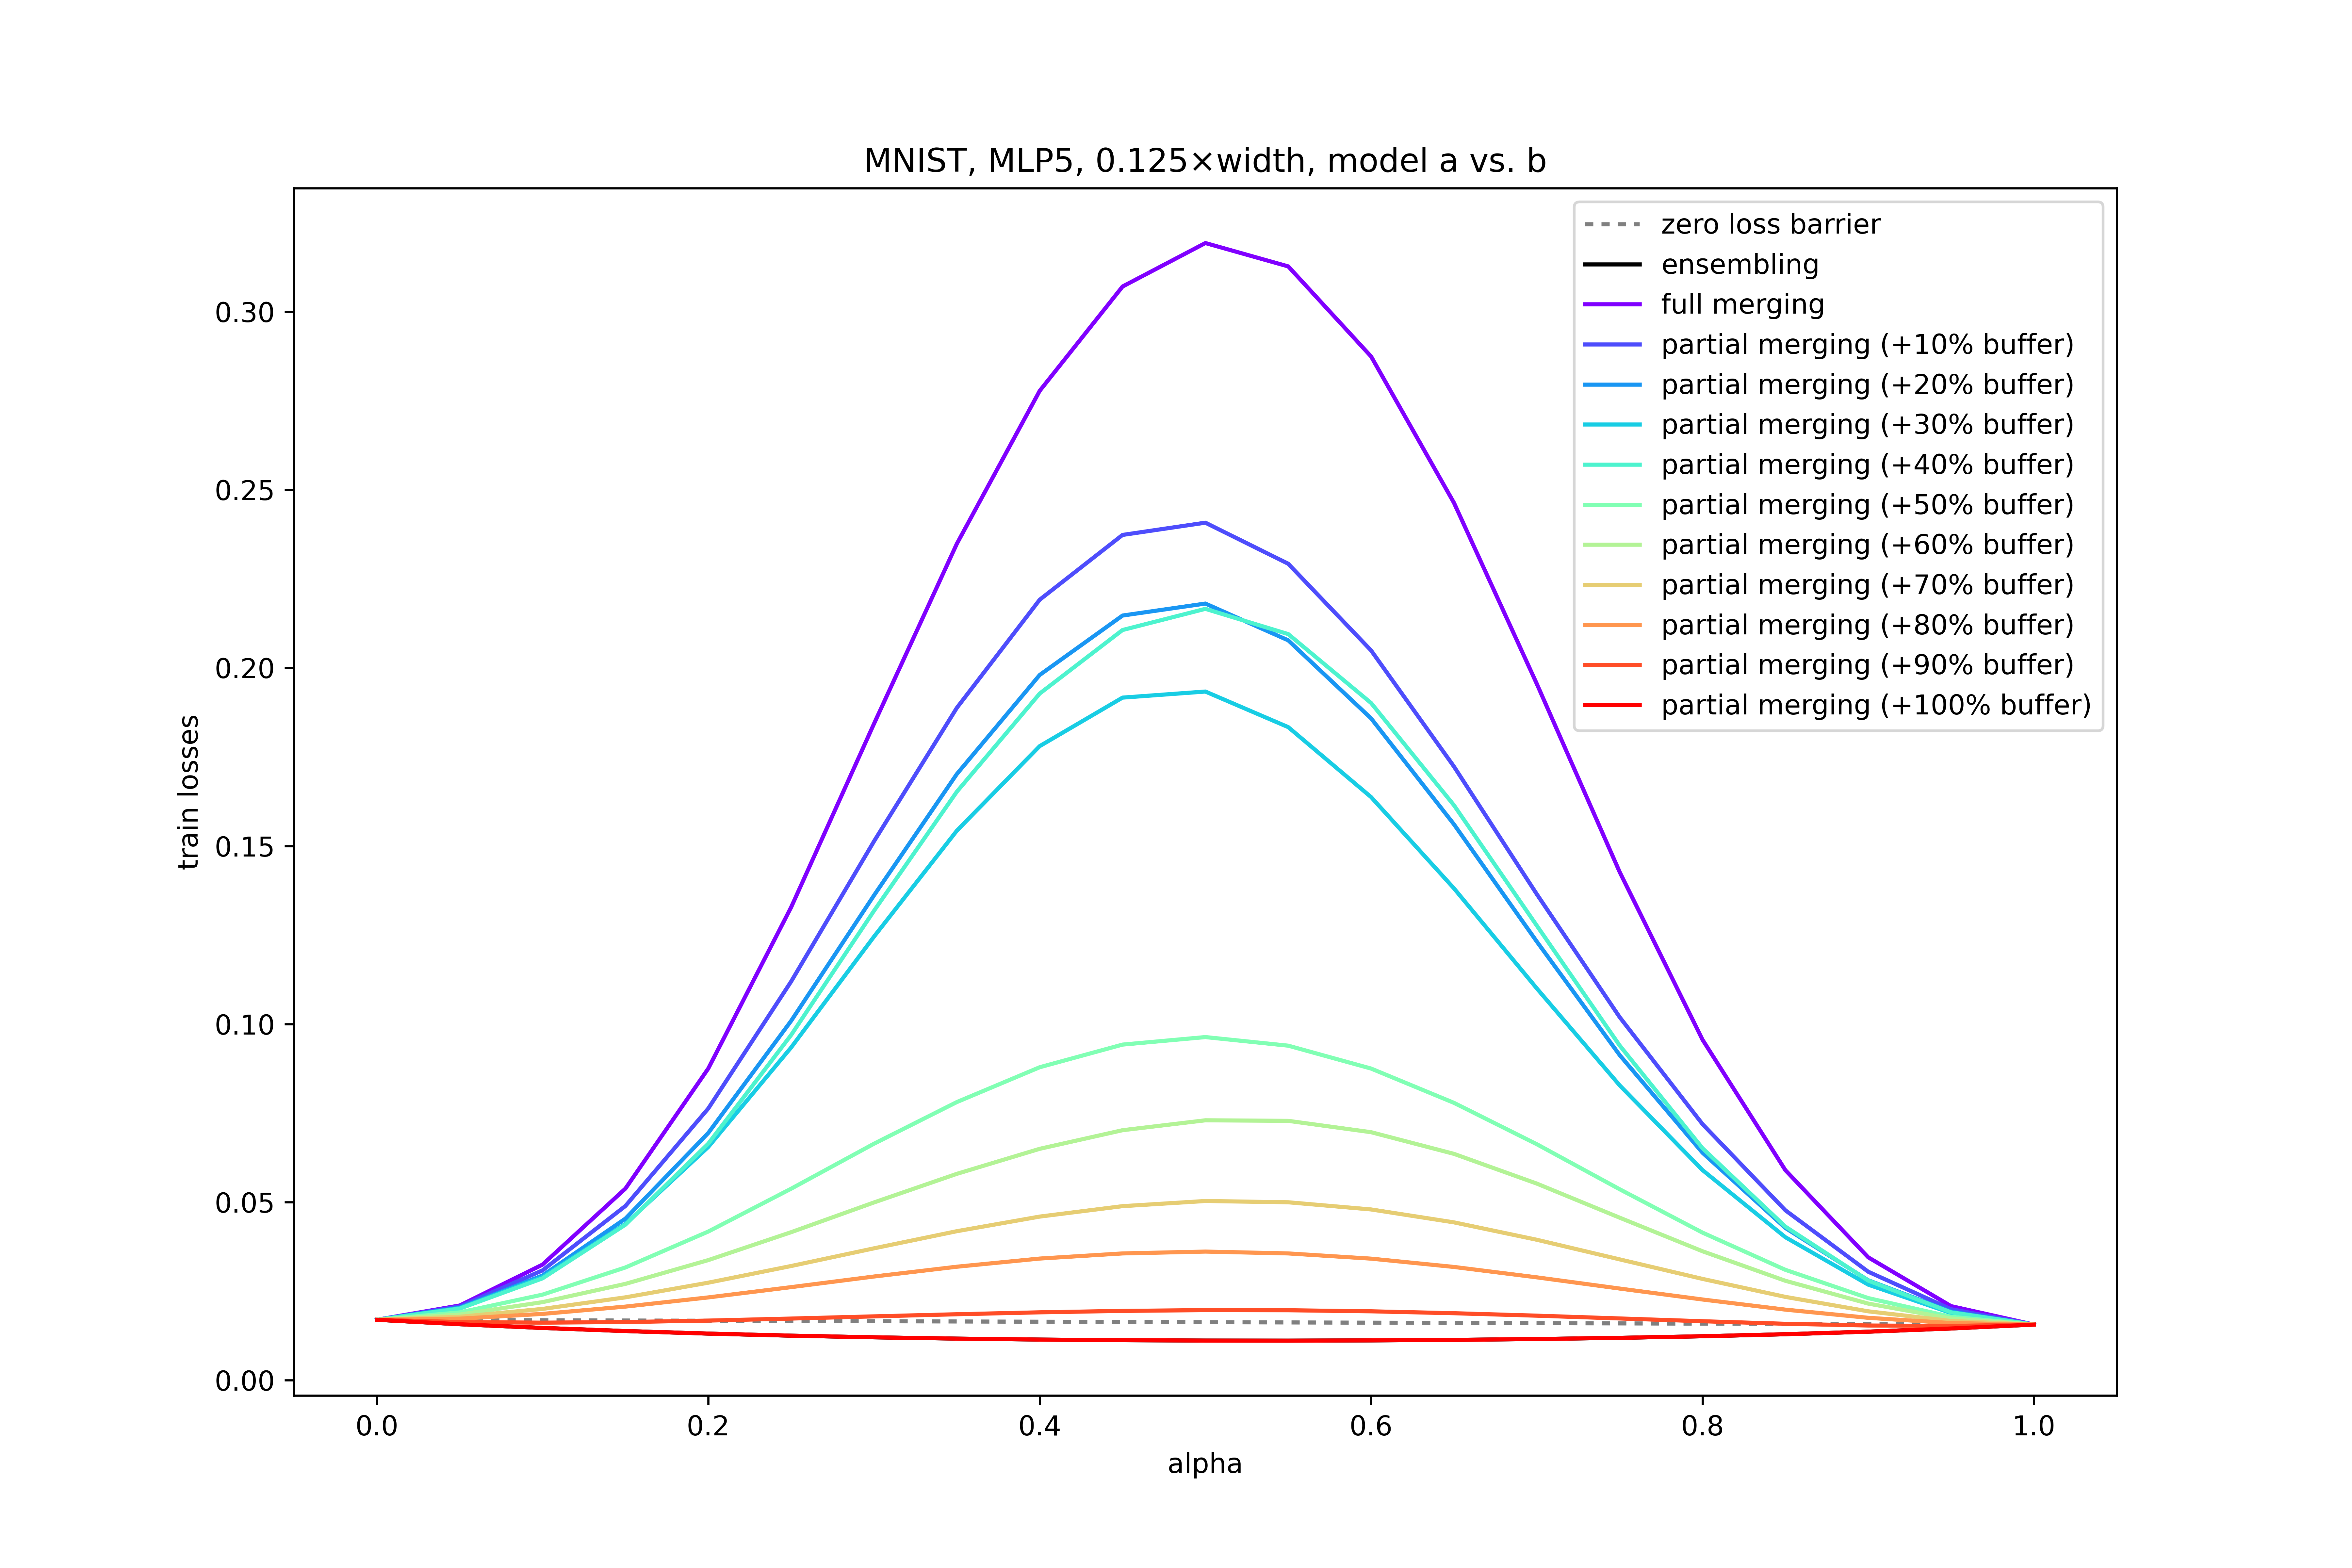 MNIST, MLP5, 0.125×width, model a vs. b
zero loss barrier
ensembling
full merging
partial merging (+10% buffer)
partial merging (+20% buffer)
partial merging (+30% buffer)
partial merging (+40% buffer)
partial merging (+50% buffer)
partial merging (+60% buffer)
partial merging (+70% buffer)
partial merging (+80% buffer)
partial merging (+90% buffer)
partial merging (+100% buffer)
train losses
0.30
0.25
0.20
0.15
0.10
0.05
0.00
0.0 0.2 0.4 0.6 0.8 1.0
alpha